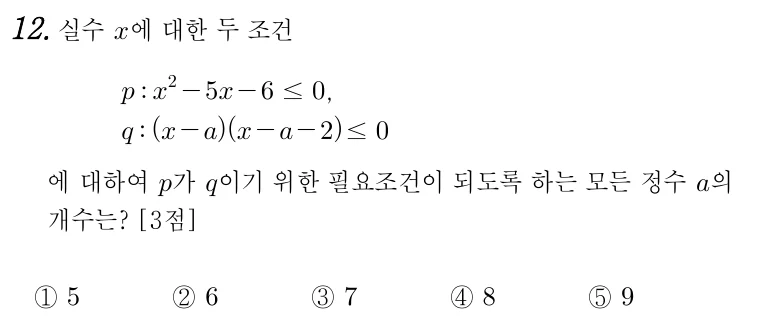 12. 실수 x에 대한 두 조건
p : x² − 5x − 6 ≤ 0,
q : (x − a)(x − a − 2) ≤ 0
에 대하여 p가 q이기 위한 필요조건이 되도록 하는 모든 정수 a의
개수는? [3점]
① 5 ② 6 ③ 7 ④ 8 ⑤ 9